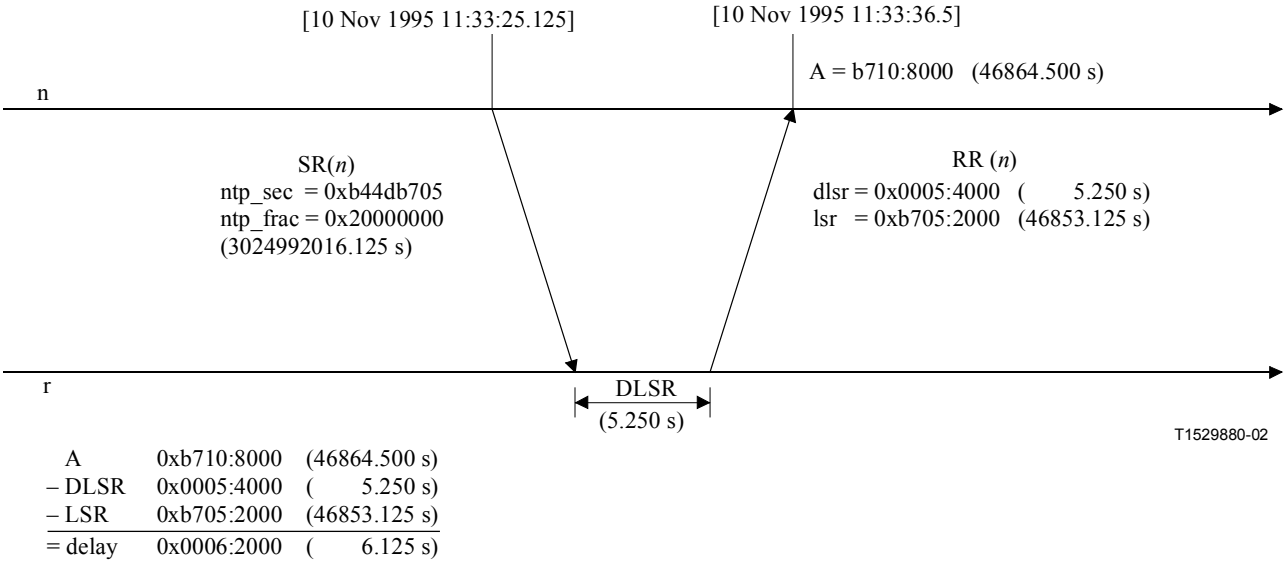 [10 Nov 1995 11:33:25.125] [10 Nov 1995 11:33:36.5]
A = b710:8000 (46864.500 s)
n
SR(n)
ntp_sec = 0xb44db705
ntp_frac = 0x20000000
(3024992016.125 s)
RR (n)
dlsr = 0x0005:4000 ( 5.250 s)
lsr = 0xb705:2000 (46853.125 s)
r
DLSR
(5.250 s)
T1529880-02
A 0xb710:8000 (46864.500 s)
– DLSR 0x0005:4000 ( 5.250 s)
– LSR 0xb705:2000 (46853.125 s)
= delay 0x0006:2000 ( 6.125 s)